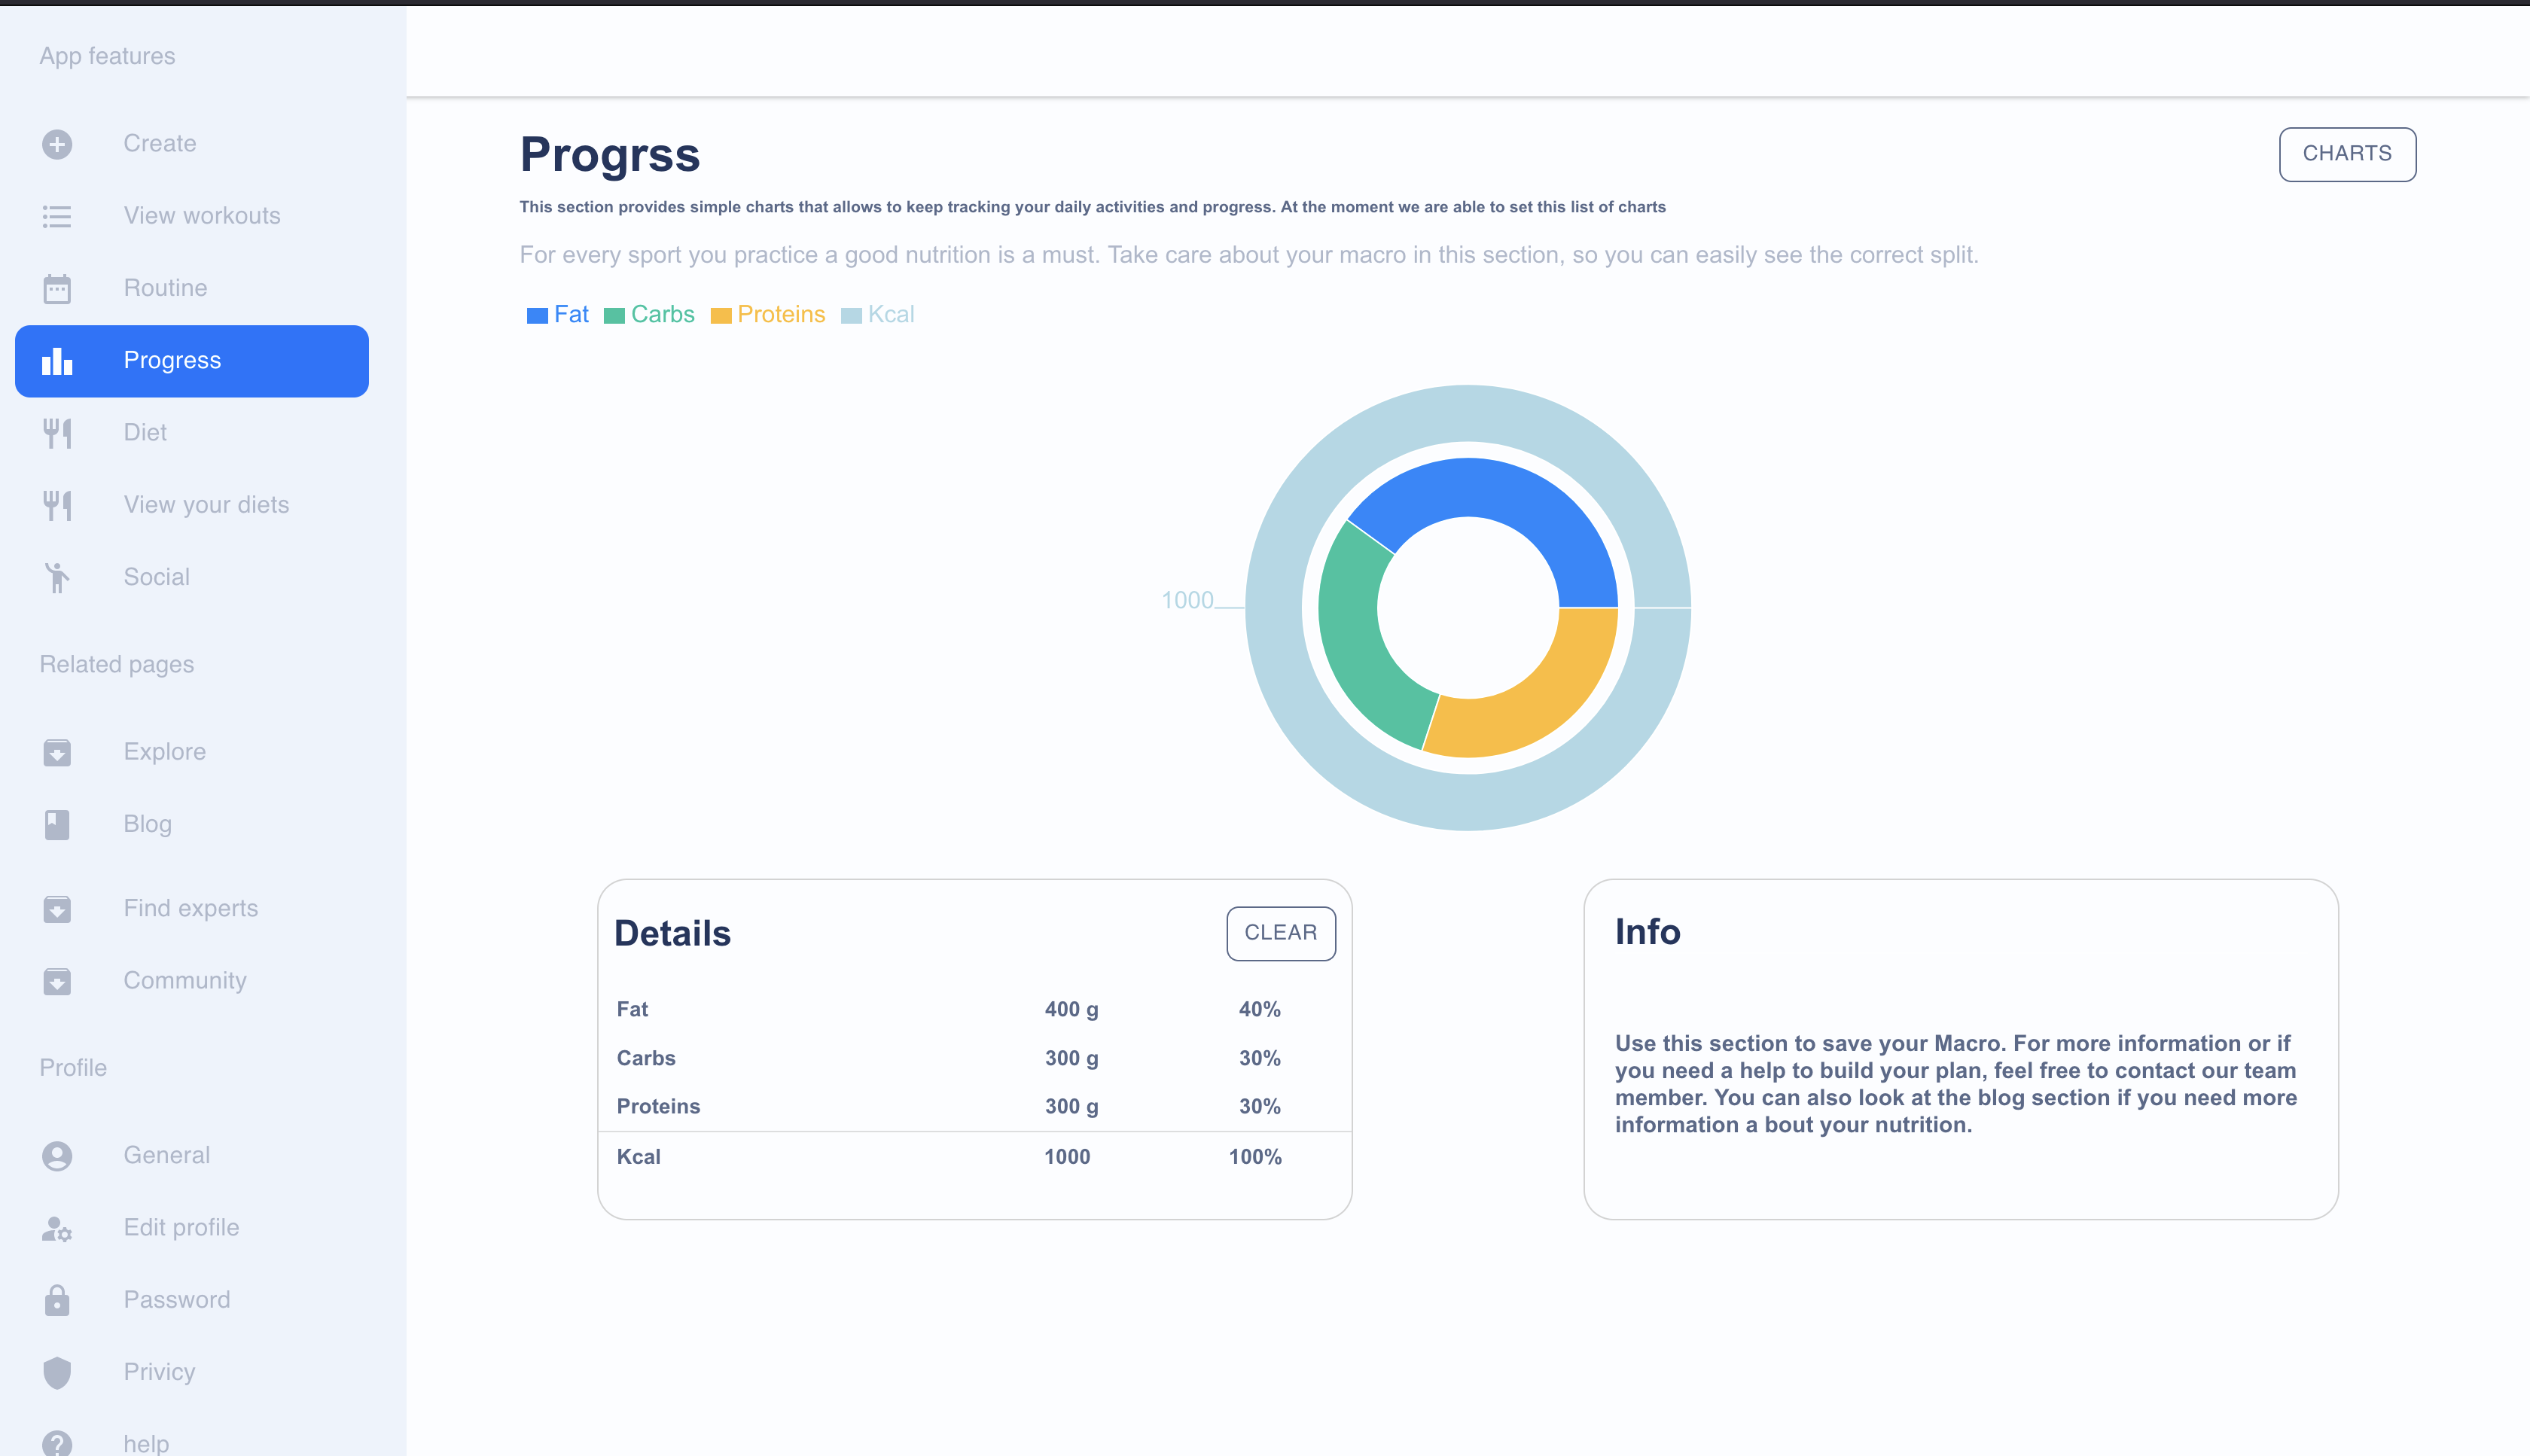 App features
Create
View workouts
Routine
Progress
Diet
View your diets
Social
Related pages
Explore
Blog
Find experts
Community
Profile
General
Edit profile
Password
Privicy
help
Progrss
CHARTS
This section provides simple charts that allows to keep tracking your daily activities and progress. At the moment we are able to set this list of charts
For every sport you practice a good nutrition is a must. Take care about your macro in this section, so you can easily see the correct split.
Fat Carbs Proteins Kcal
1000
Details
CLEAR
Fat 400 g 40%
Carbs 300 g 30%
Proteins 300 g 30%
Kcal 1000 100%
Info
Use this section to save your Macro. For more information or if
you need a help to build your plan, feel free to contact our team
member. You can also look at the blog section if you need more
information a bout your nutrition.